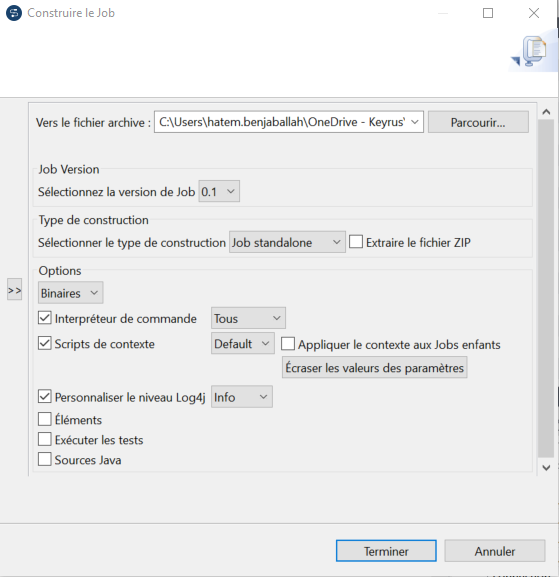 Construire le Job
Vers le fichier archive : C:\Users\hatem.benjaballah\OneDrive - Keyrus' Parcourir...
Job Version
Sélectionnez la version de Job 0.1
Type de construction
Sélectionner le type de construction Job standalone Extraire le fichier ZIP
Options
>>
Binaires
Interpréteur de commande Tous
Scripts de contexte Default Appliquer le contexte aux Jobs enfants
Écraser les valeurs des paramètres
Personnaliser le niveau Log4j Info
Éléments
Exécuter les tests
Sources Java
Terminer Annuler